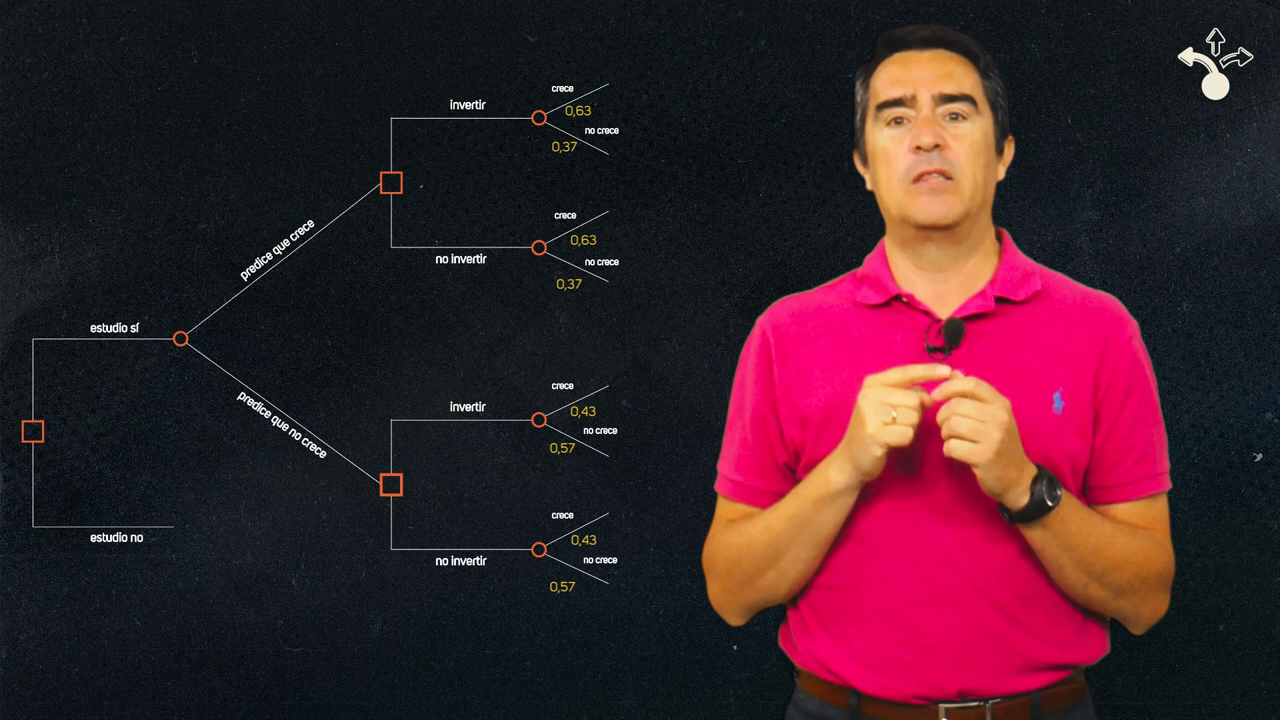 crece
invertir
0,63
no crece
0,37
crece
predice que crece
0,63
no invertir
no crece
0,37
estudio sí
crece
predice que no crece
invertir
0,43
no crece
0,57
crece
estudio no
0,43
no invertir
no crece
0,57